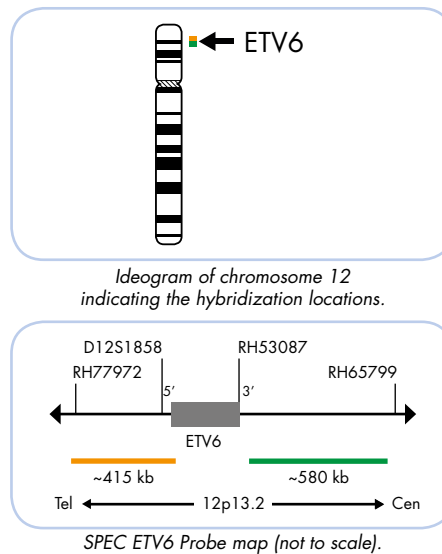 ETV6
Ideogram of chromosome 12
indicating the hybridization locations.
D12S1858 RH53087
RH77972 5’ 3’ RH65799
ETV6
~415 kb ~580 kb
Tel 12p13.2 Cen
SPEC ETV6 Probe map (not to scale).